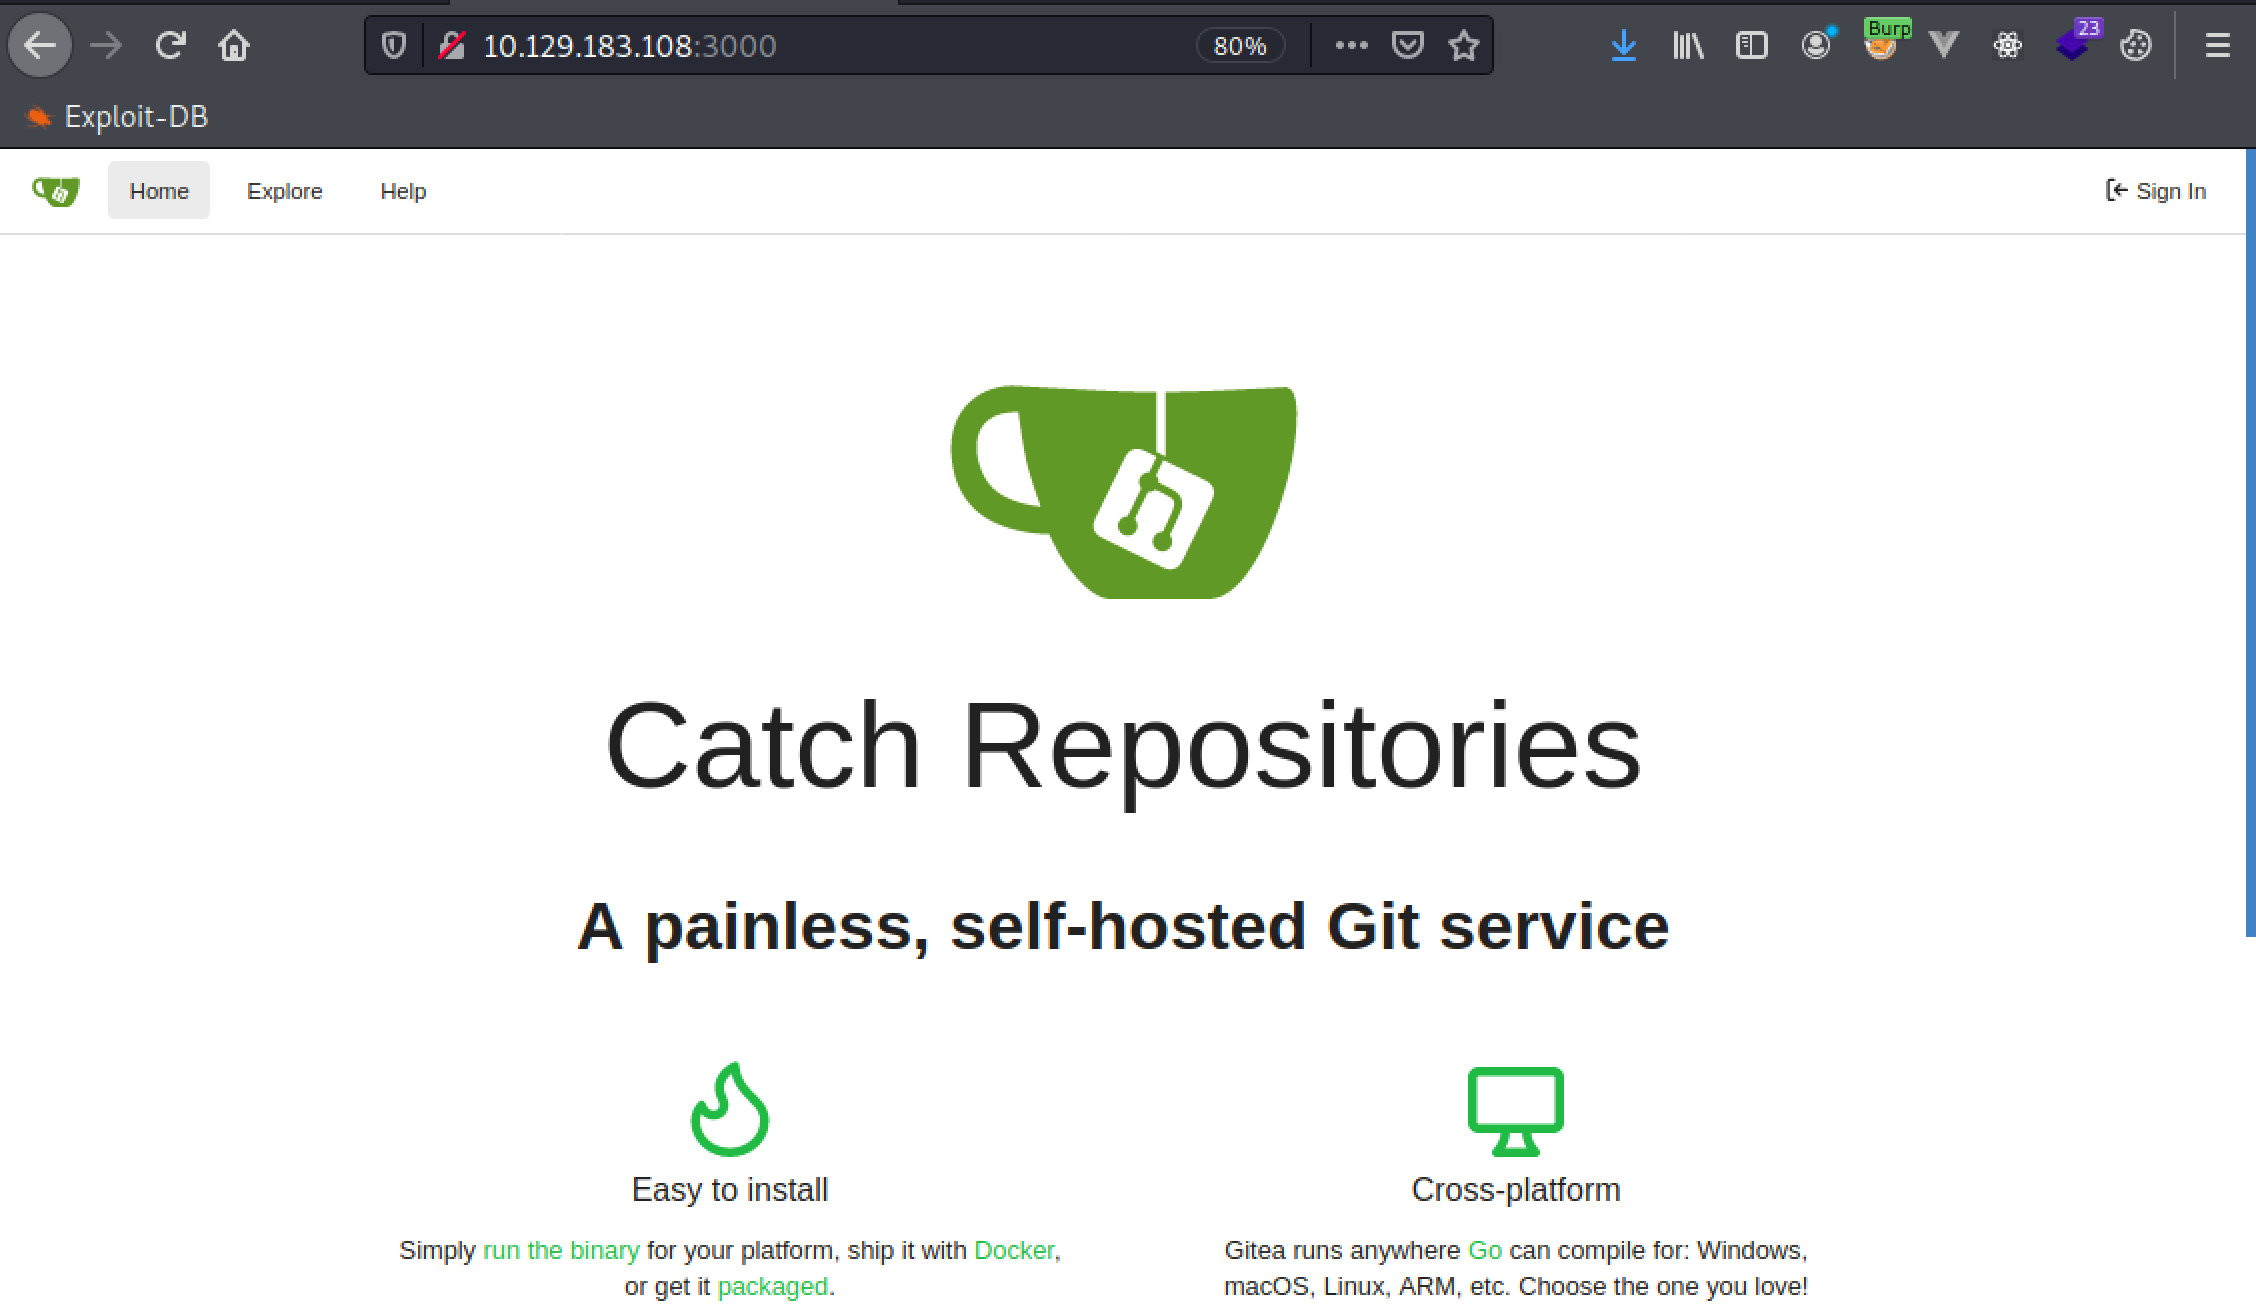 10.129.183.108:3000
80%
Burp
23
Exploit-DB
Home Explore Help Sign In
Catch Repositories
A painless, self-hosted Git service
Easy to install
Simply run the binary for your platform, ship it with Docker,
or get it packaged.
Cross-platform
Gitea runs anywhere Go can compile for: Windows,
macOS, Linux, ARM, etc. Choose the one you love!